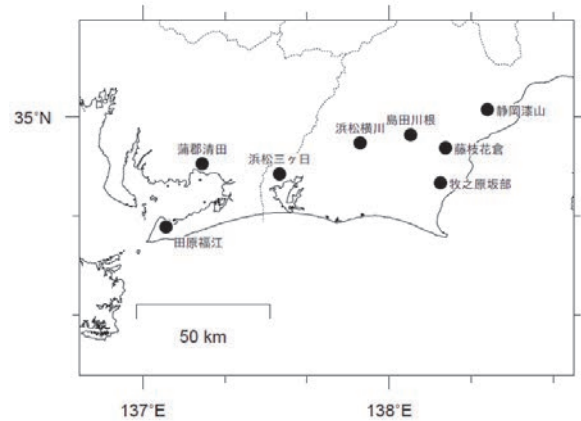 35°N
静岡漆山
島田川根
浜松横川
藤枝花倉
蒲郡清田
浜松三ヶ日
牧之原坂部
田原福江
50 km
137°E
138°E